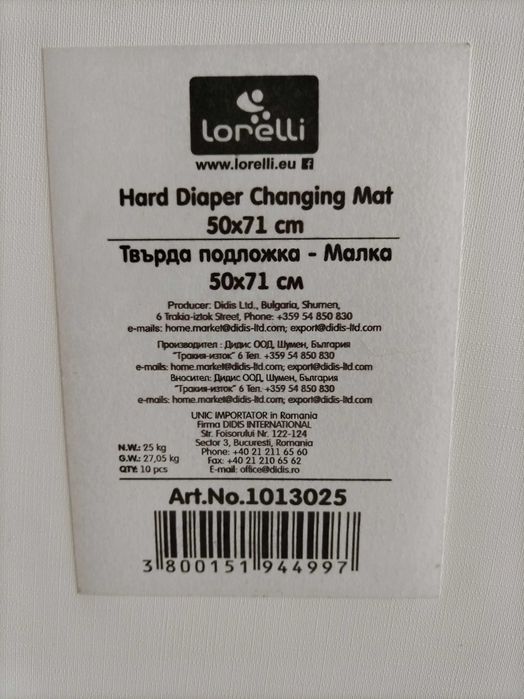 lorelli
www.lorelli.eu
Hard Diaper Changing Mat
50x71 cm
Твърда подложка - Малка
50x71 см
Producer: Didis Ltd., Bulgaria, Shumen,
6 Trakia-iztok Street, Phone: +359 54 850 830
e-mails: home.market@didis-ltd.com; export@didis-ltd.com
Производител : Дидис ООД, Шумен, България
"Тракия-изток" 6 Тел. +359 54 850 830
e-mails: home.market@didis-ltd.com; export@didis-ltd.com
Вносител: Дидис ООД, Шумен, България
"Тракия-изток" 6 Тел. +359 54 850 830
e-mails: home.market@didis-ltd.com; export@didis-ltd.com
UNIC IMPORTATOR in Romania
Firma DIDIS INTERNATIONAL
Str. Foisorului Nr. 122-124
Sector 3, Bucuresti, Romania
Phone: +40 21 211 65 60
Fax: +40 21 210 65 62
E-mail: office@didis.ro
N.W.: 25 kg
G.W.: 27,05 kg
QTY: 10 pcs
Art.No.1013025
3 800151 944997